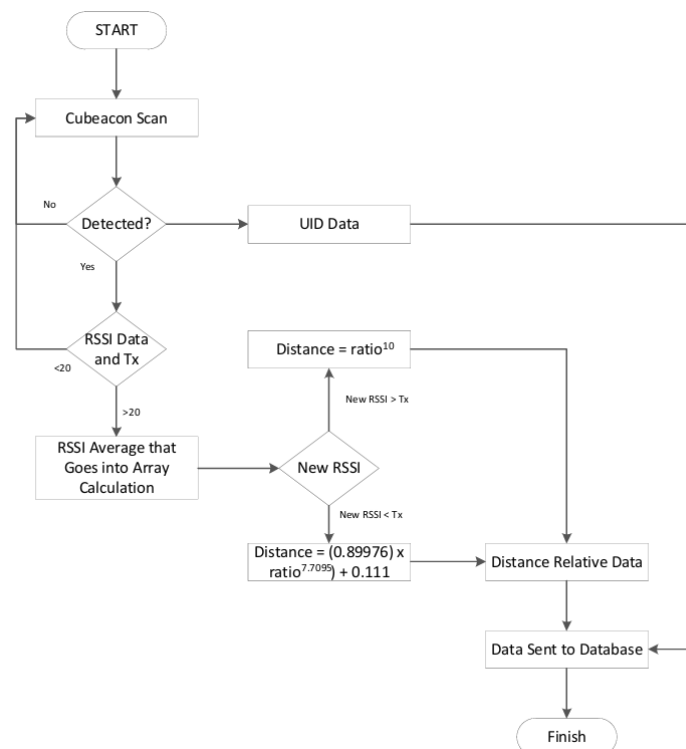 START
Cubeacon Scan
No
Detected?
UID Data
Yes
RSSI Data
and Tx
<20
>20
Distance = ratio¹⁰
New RSSI > Tx
RSSI Average that
Goes into Array
Calculation
New RSSI
New RSSI < Tx
Distance = (0.89976) x
ratio⁷·⁷⁰⁹⁵) + 0.111
Distance Relative Data
Data Sent to Database
Finish